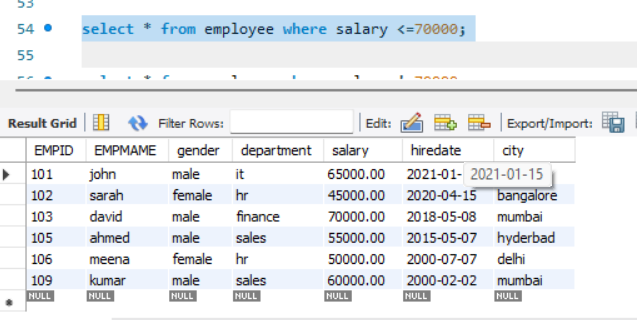 53
54 select * from employee where salary <=70000;
55
Result Grid Filter Rows: Edit: Export/Import:
EMPID EMPMAME gender department salary hiredate city
101 john male it 65000.00 2021-01- 2021-01-15
102 sarah female hr 45000.00 2020-04-15 bangalore
103 david male finance 70000.00 2018-05-08 mumbai
105 ahmed male sales 55000.00 2015-05-07 hyderbad
106 meena female hr 50000.00 2000-07-07 delhi
109 kumar male sales 60000.00 2000-02-02 mumbai
NULL NULL NULL NULL NULL NULL NULL